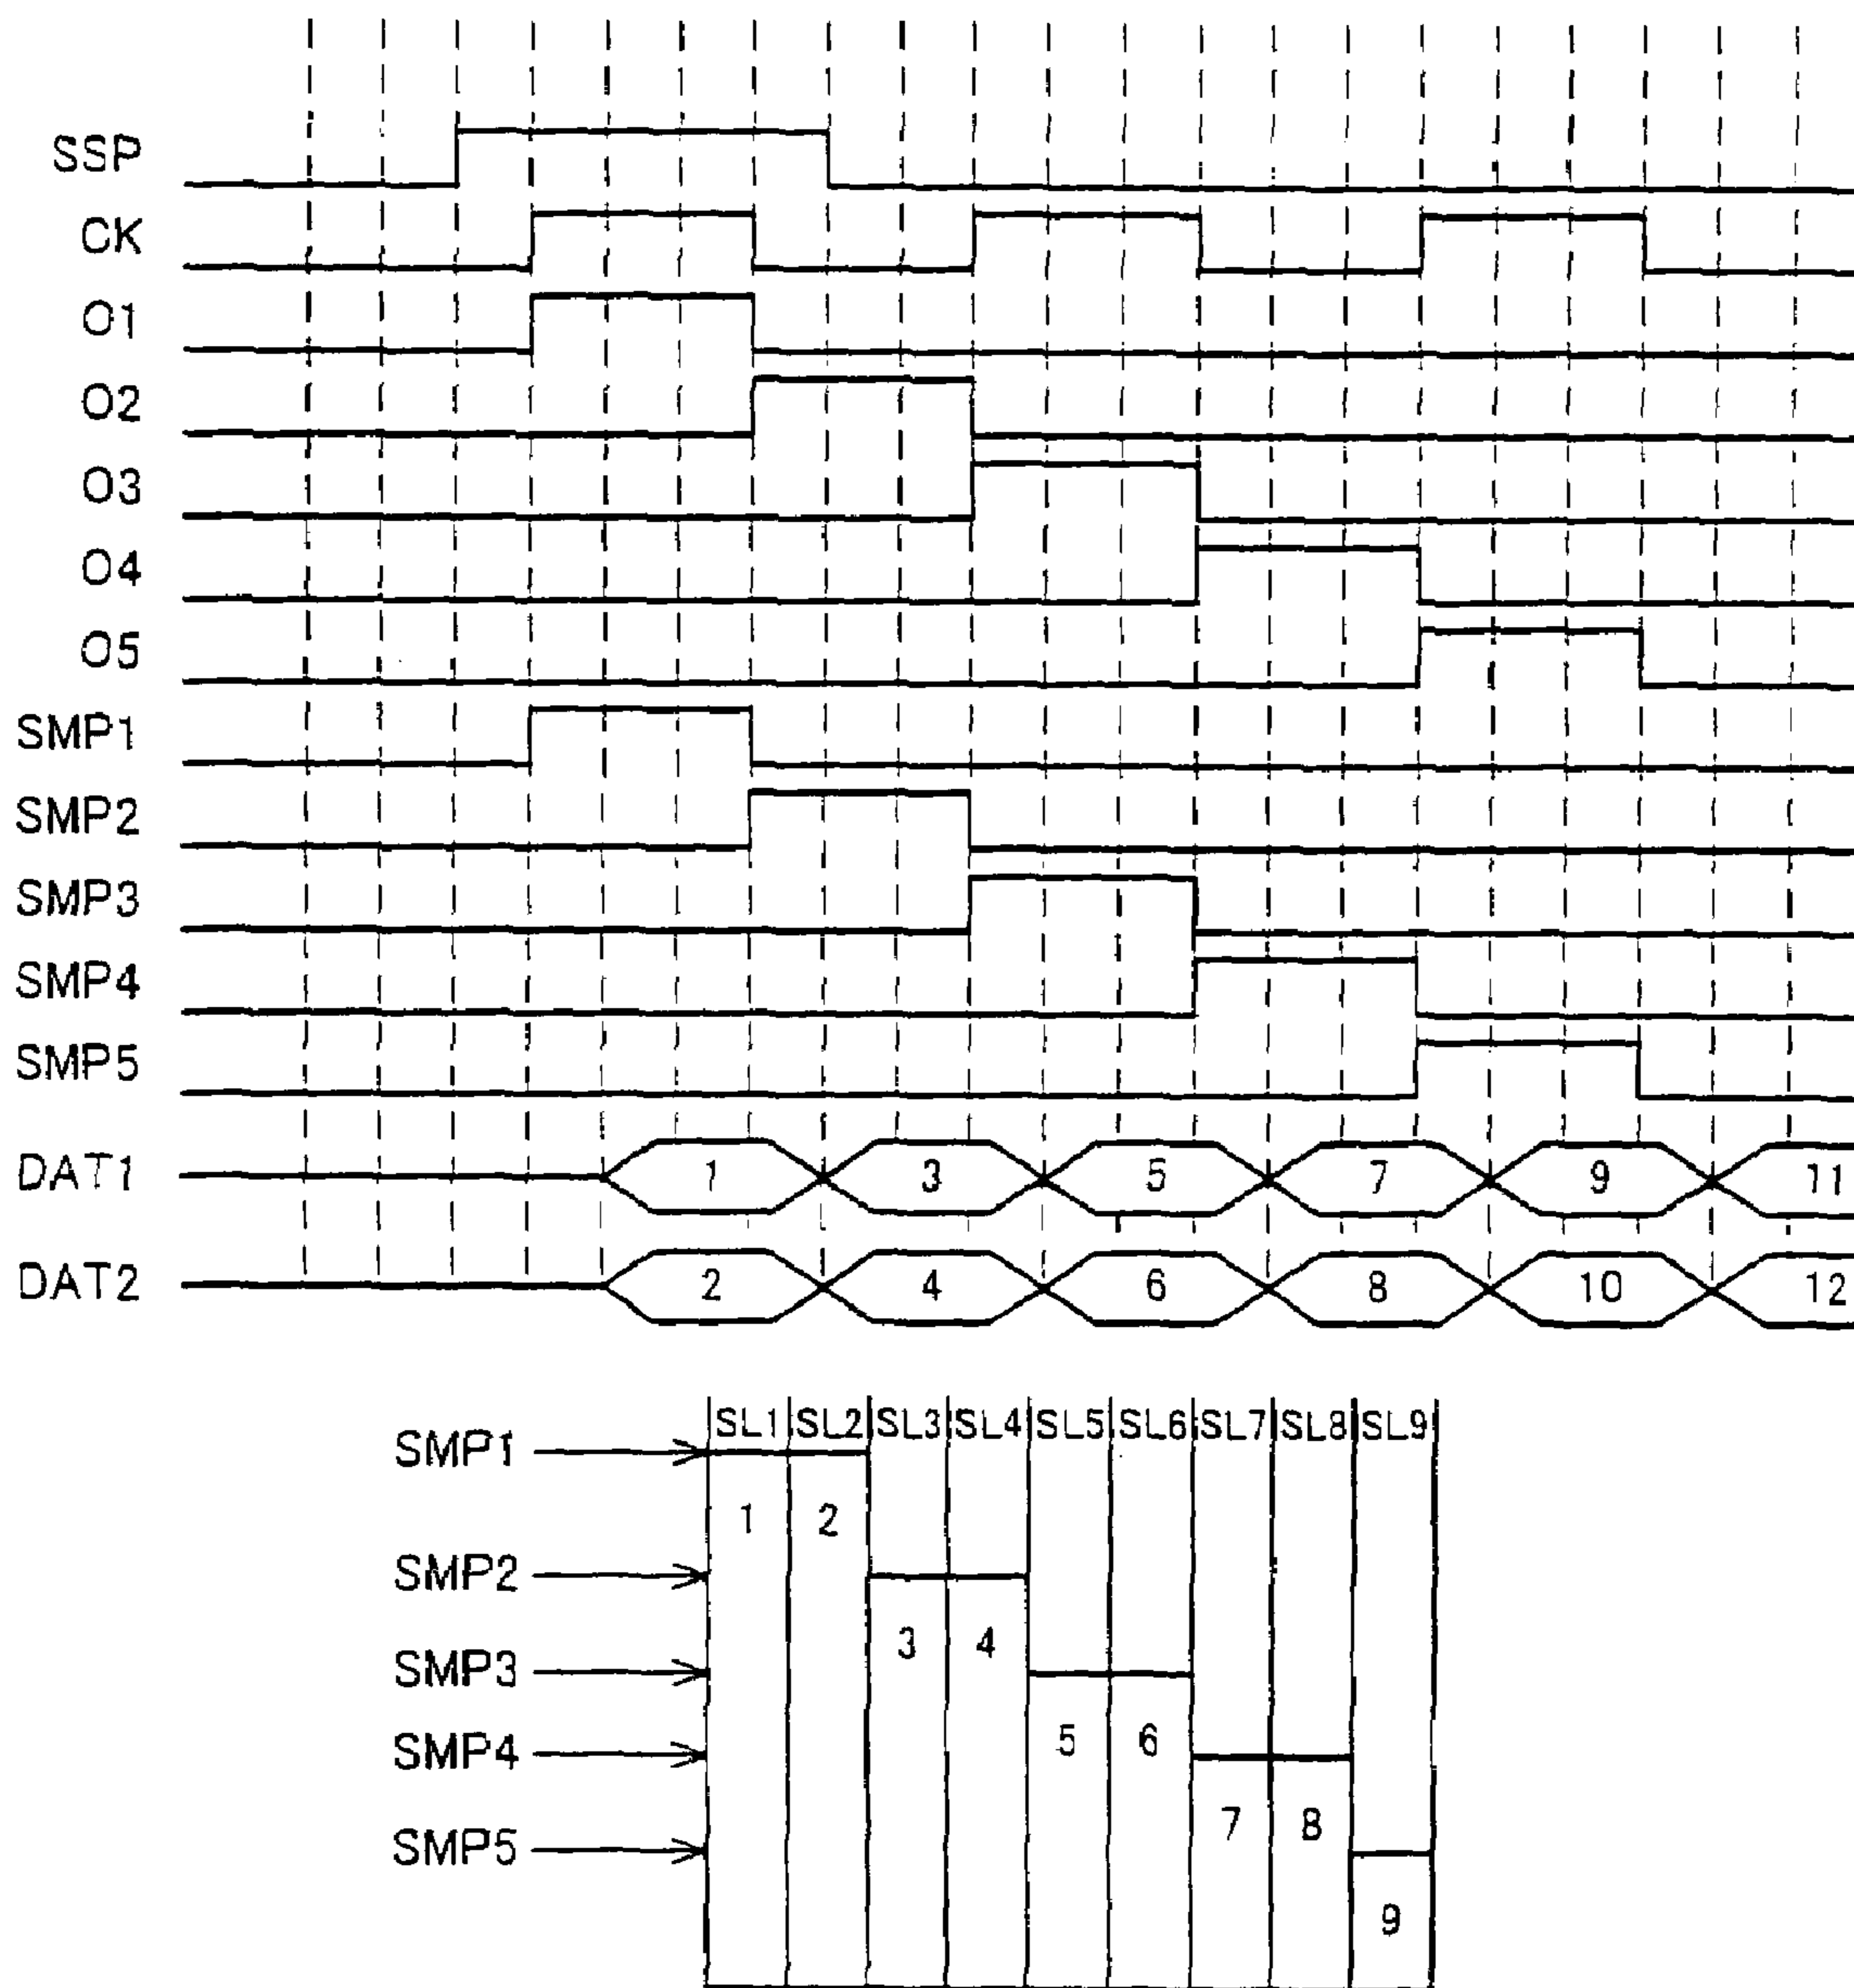 SSP
CK
O1
O2
O3
O4
O5
SMP1
SMP2
SMP3
SMP4
SMP5
DAT1 1 3 5 7 9 11
DAT2 2 4 6 8 10 12
SL1 SL2 SL3 SL4 SL5 SL6 SL7 SL8 SL9
SMP1
1 2
SMP2
3 4
SMP3
5 6
SMP4
7 8
SMP5
9